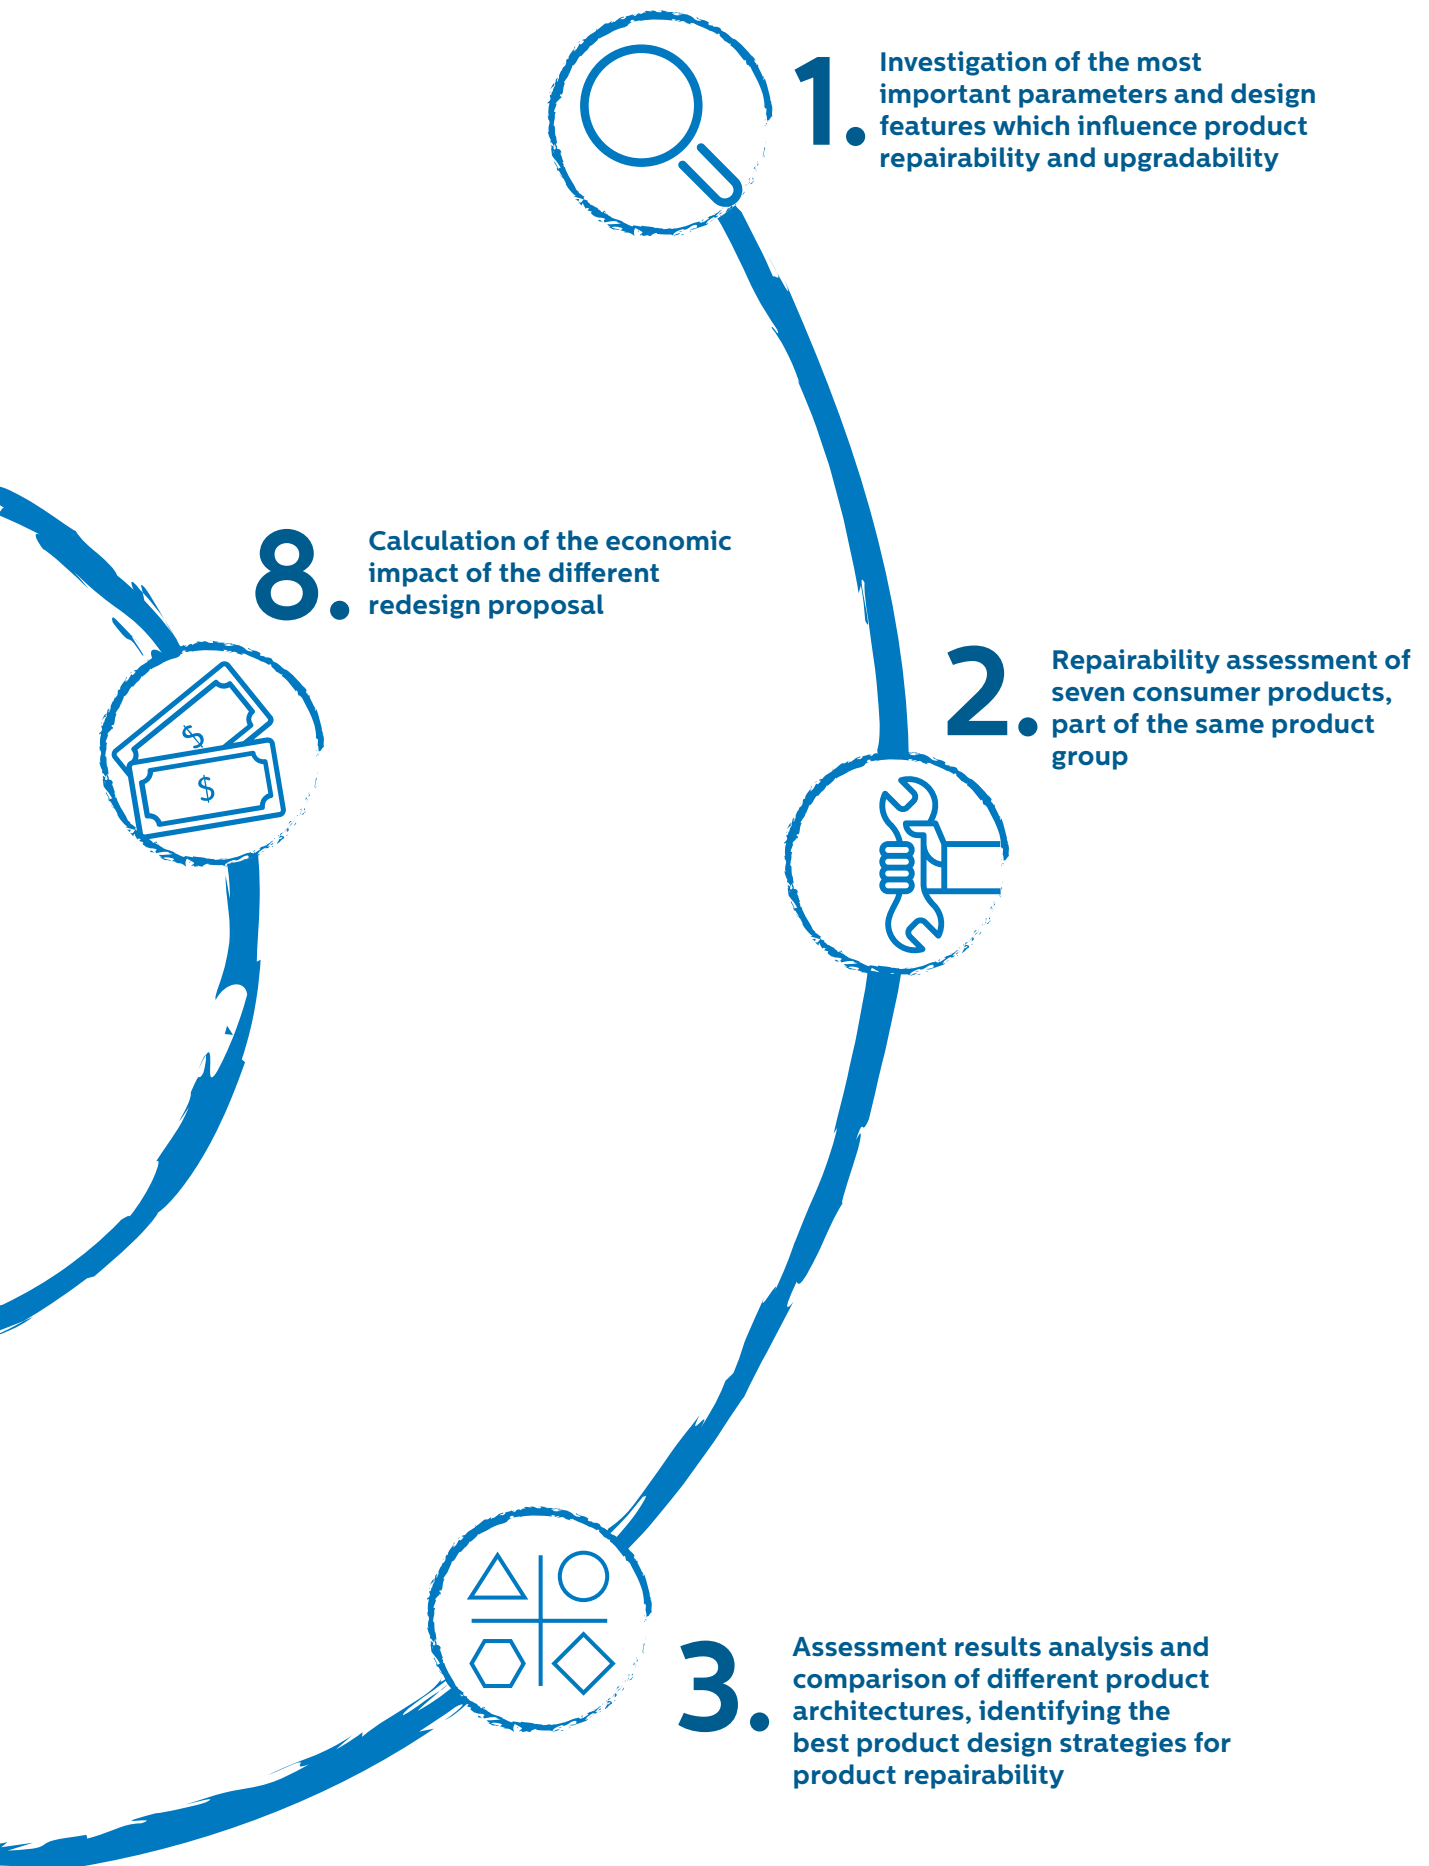 1.
Investigation of the most
important parameters and design
features which influence product
repairability and upgradability
8.
Calculation of the economic
impact of the different
redesign proposal
$
$
2.
Repairability assessment of
seven consumer products,
part of the same product
group
3.
Assessment results analysis and
comparison of different product
architectures, identifying the
best product design strategies for
product repairability